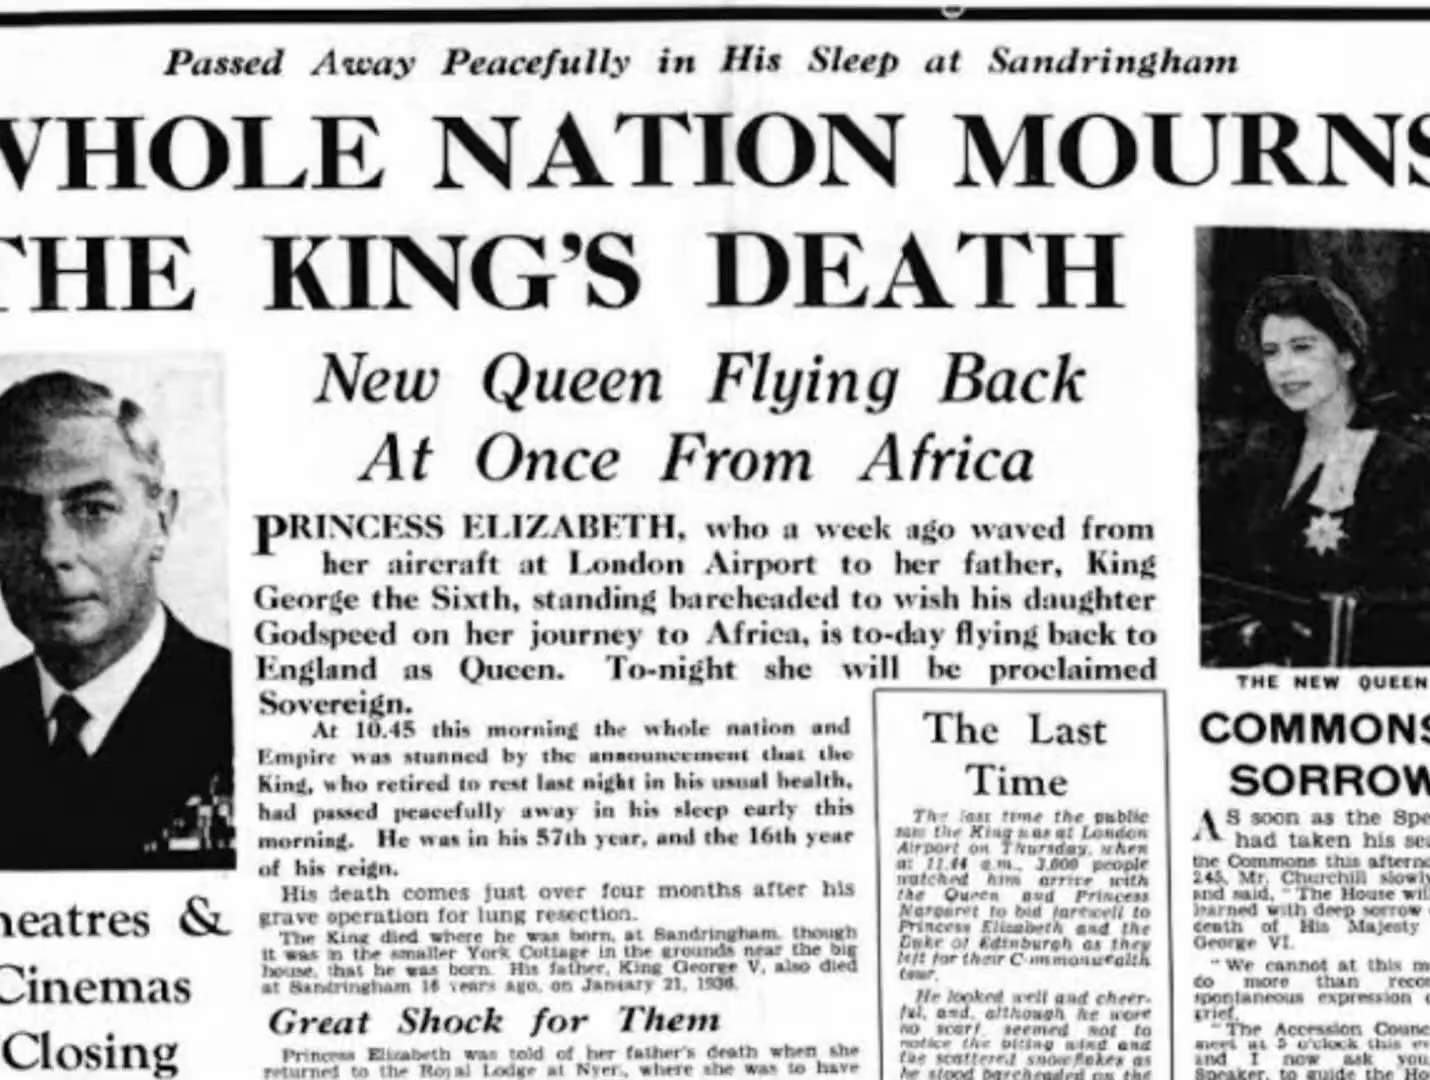 Passed Away Peacefully in His Sleep at Sandringham
WHOLE NATION MOURNS
THE KING'S DEATH
New Queen Flying Back
At Once From Africa
PRINCESS ELIZABETH, who a week ago waved from
her aircraft at London Airport to her father, King
George the Sixth, standing bareheaded to wish his daughter
Godspeed on her journey to Africa, is to-day flying back to
England as Queen. To-night she will be proclaimed
Sovereign.
At 10.45 this morning the whole nation and
Empire was stunned by the announcement that the
King, who retired to rest last night in his usual health,
had passed peacefully away in his sleep early this
morning. He was in his 57th year, and the 16th year
of his reign.
His death comes just over four months after his
grave operation for lung resection.
The King died where he was born, at Sandringham, though
it was in the smaller York Cottage in the grounds near the big
house, that he was born. His father, King George V, also died
at Sandringham 16 years ago, on January 21, 1936.
Great Shock for Them
Princess Elizabeth was told of her father's death when she
returned to the Royal Lodge at Nyeri, where she was to have
The Last
Time
The last time the public
saw the King was at London
Airport on Thursday, when
at 11.44 a.m., 3,000 people
watched him arrive with
the Queen and Princess
Margaret to bid farewell to
Princess Elizabeth and the
Duke of Edinburgh as they
left for their Commonwealth
tour.
He looked well and cheer-
ful, and, although he wore
no scarf, seemed not to
notice the biting wind and
the scattered snowflakes as
he stood bareheaded on the
THE NEW QUEEN
COMMONS
SORROW
AS soon as the Spe
had taken his sea
the Commons this afterno
2.45, Mr. Churchill slowly
and said, "The House will
learned with deep sorrow
death of His Majesty
George VI.
"We cannot at this m
do more than reco
spontaneous expression o
grief.
"The Accession Counc
meet at 5 o'clock this ev
and I now ask you
Speaker, to guide the Ho
heatres &
Cinemas
Closing